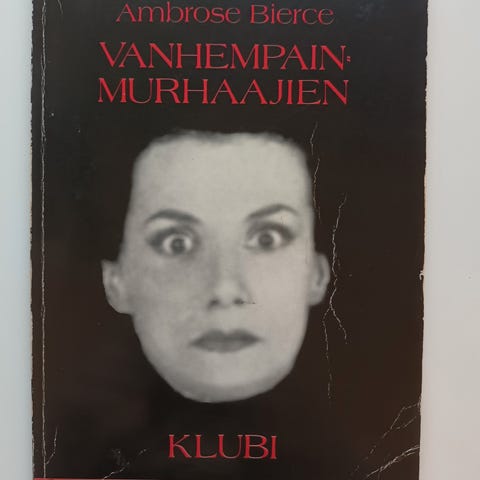 Ambrose Bierce
VANHEMPAIN-
MURHAAJIEN
KLUBI